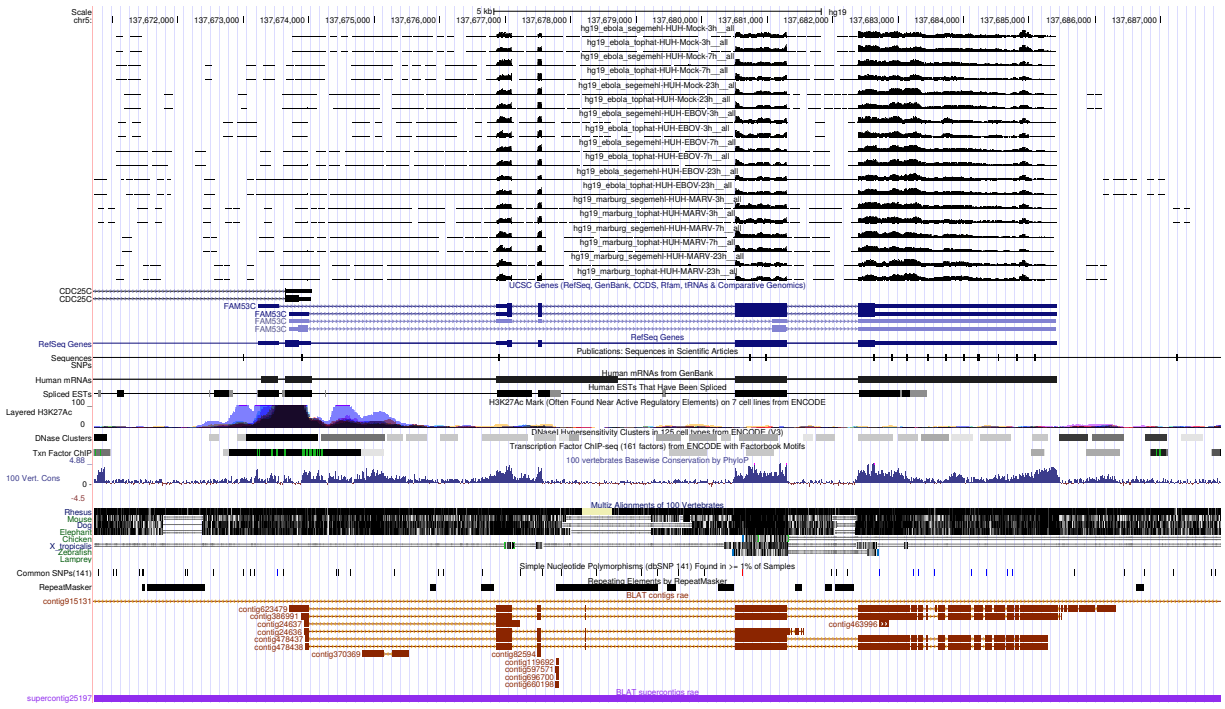 Scale 5 kb hg19
chr5: 137,672,000 137,673,000 137,674,000 137,675,000 137,676,000 137,677,000 137,678,000 137,679,000 137,680,000 137,681,000 137,682,000 137,683,000 137,684,000 137,685,000 137,686,000 137,687,000
hg19_ebola_segemehl-HUH-Mock-3h__all
hg19_ebola_tophat-HUH-Mock-3h__all
hg19_ebola_segemehl-HUH-Mock-7h__all
hg19_ebola_tophat-HUH-Mock-7h__all
hg19_ebola_segemehl-HUH-Mock-23h__all
hg19_ebola_tophat-HUH-Mock-23h__all
hg19_ebola_segemehl-HUH-EBOV-3h__all
hg19_ebola_tophat-HUH-EBOV-3h__all
hg19_ebola_segemehl-HUH-EBOV-7h__all
hg19_ebola_tophat-HUH-EBOV-7h__all
hg19_ebola_segemehl-HUH-EBOV-23h__all
hg19_ebola_tophat-HUH-EBOV-23h__all
hg19_marburg_segemehl-HUH-MARV-3h__all
hg19_marburg_tophat-HUH-MARV-3h__all
hg19_marburg_segemehl-HUH-MARV-7h__all
hg19_marburg_tophat-HUH-MARV-7h__all
hg19_marburg_segemehl-HUH-MARV-23h__all
hg19_marburg_tophat-HUH-MARV-23h__all
UCSC Genes (RefSeq, GenBank, CCDS, Rfam, tRNAs & Comparative Genomics)
CDC25C
CDC25C
FAM53C
FAM53C
FAM53C
FAM53C
RefSeq Genes
RefSeq Genes
Publications: Sequences in Scientific Articles
Sequences
SNPs
Human mRNAs from GenBank
Human mRNAs
Human ESTs That Have Been Spliced
Spliced ESTs
100
H3K27Ac Mark (Often Found Near Active Regulatory Elements) on 7 cell lines from ENCODE
Layered H3K27Ac
0
DNaseI Hypersensitivity Clusters in 125 cell types from ENCODE (V3)
DNase Clusters
Transcription Factor ChIP-seq (161 factors) from ENCODE with Factorbook Motifs
Txn Factor ChIP
4.88
100 vertebrates Basewise Conservation by PhyloP
100 Vert. Cons
0
-4.5
Multiz Alignments of 100 Vertebrates
Rhesus
Mouse
Dog
Elephant
Chicken
X_tropicalis
Zebrafish
Lamprey
Simple Nucleotide Polymorphisms (dbSNP 141) Found in >= 1% of Samples
Common SNPs(141)
Repeating Elements by RepeatMasker
RepeatMasker
BLAT contigs rae
contig915131
contig623479
contig386991
contig24637 contig463996
contig24636
contig478437
contig478438
contig370369 contig82594
contig119692
contig597571
contig696700
contig660198
BLAT supercontigs rae
supercontig25197